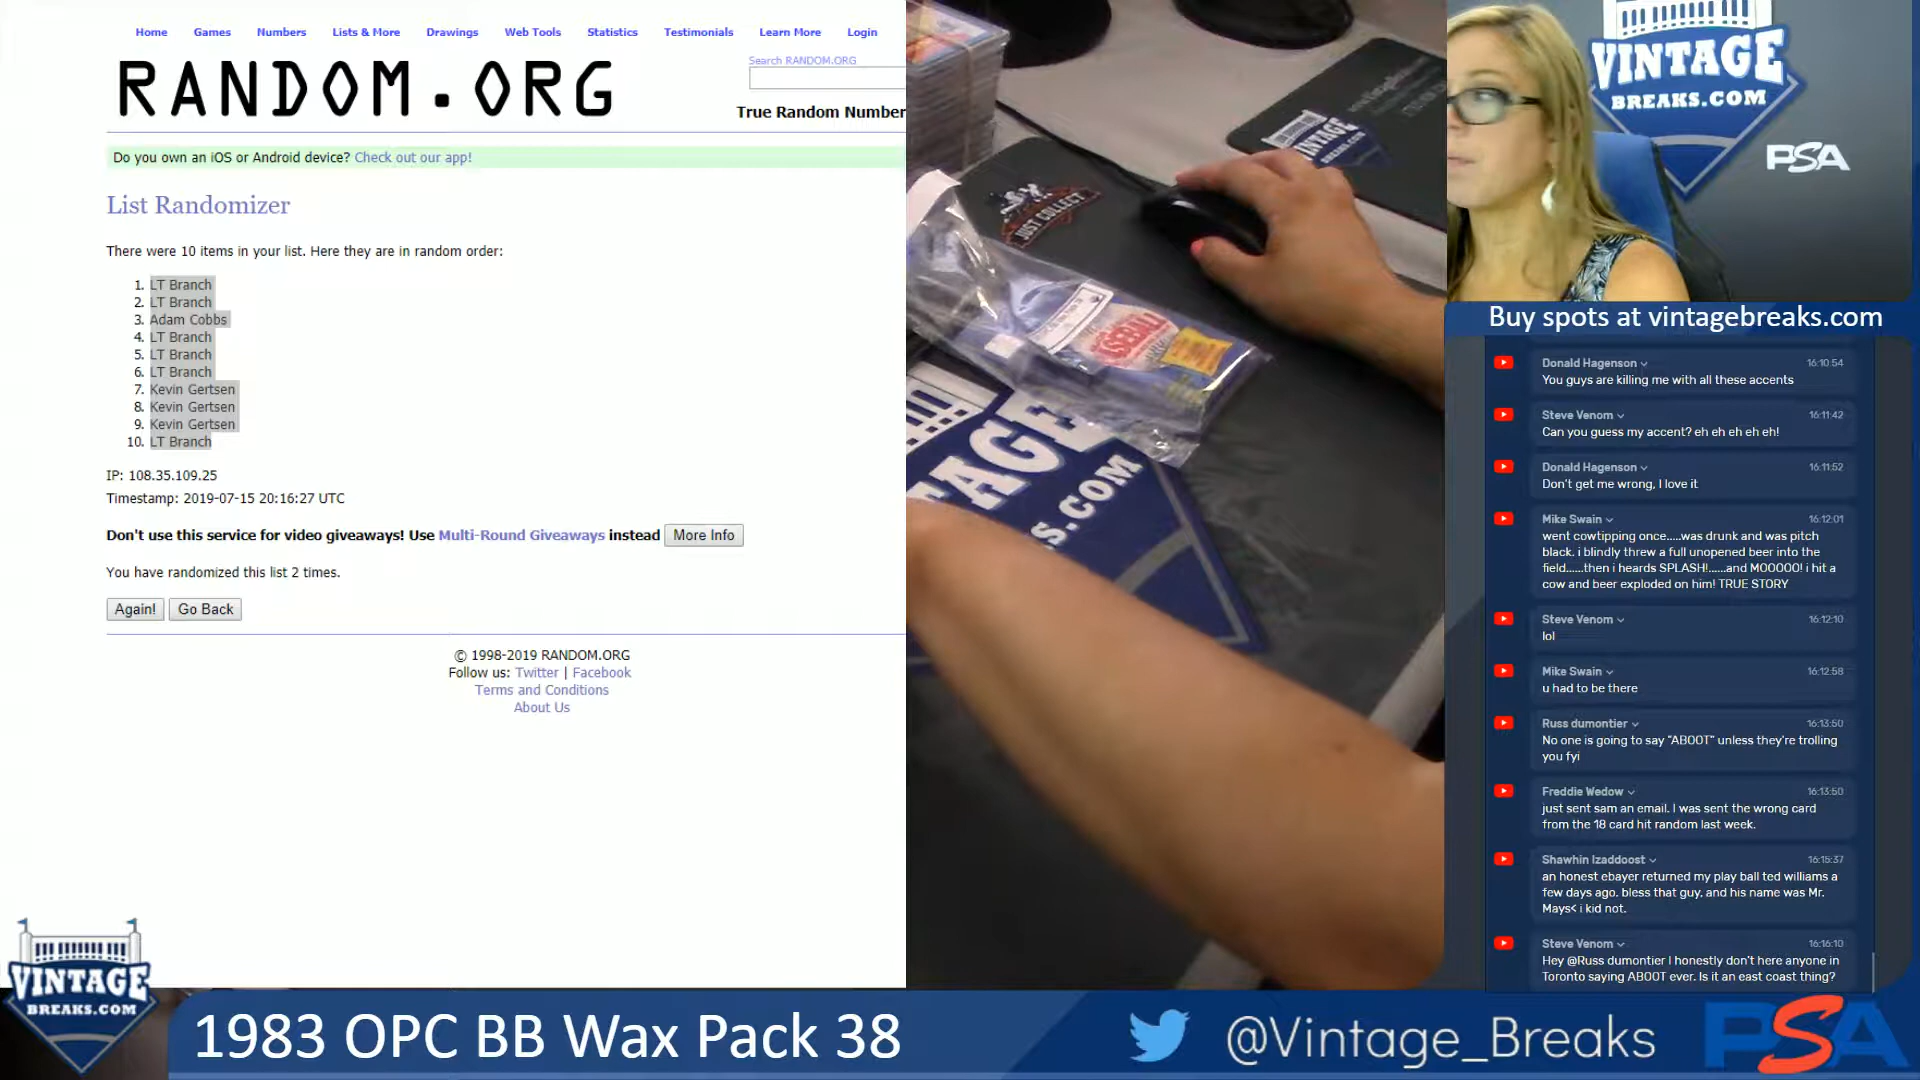 Home Games Numbers Lists & More Drawings Web Tools Statistics Testimonials Learn More Login
RANDOM.ORG
Search RANDOM.ORG
True Random Number
Do you own an iOS or Android device? Check out our app!
List Randomizer
There were 10 items in your list. Here they are in random order:
1. LT Branch
2. LT Branch
3. Adam Cobbs
4. LT Branch
5. LT Branch
6. LT Branch
7. Kevin Gertsen
8. Kevin Gertsen
9. Kevin Gertsen
10. LT Branch
IP: 108.35.109.25
Timestamp: 2019-07-15 20:16:27 UTC
Don't use this service for video giveaways! Use Multi-Round Giveaways instead More Info
You have randomized this list 2 times.
Again! Go Back
© 1998-2019 RANDOM.ORG
Follow us: Twitter | Facebook
Terms and Conditions
About Us
JUST COLLECT
VINTAGE
BREAKS.COM
TAGE
S.COM
VINTAGE
BREAKS.COM
PSA
Buy spots at vintagebreaks.com
Donald Hagenson 16:10:54
You guys are killing me with all these accents
Steve Venom 16:11:42
Can you guess my accent? eh eh eh eh eh!
Donald Hagenson 16:11:52
Don't get me wrong, I love it
Mike Swain 16:12:01
went cowtipping once.....was drunk and was pitch
black. i blindly threw a full unopened beer into the
field......then i heards SPLASH!......and MOOOOO! i hit a
cow and beer exploded on him! TRUE STORY
Steve Venom 16:12:10
lol
Mike Swain 16:12:58
u had to be there
Russ dumontier 16:13:50
No one is going to say "ABOOT" unless they're trolling
you fyi
Freddie Wedow 16:13:50
just sent sam an email. I was sent the wrong card
from the 18 card hit random last week.
Shawhin Izaddoost 16:15:37
an honest ebayer returned my play ball ted williams a
few days ago. bless that guy, and his name was Mr.
Mays< i kid not.
Steve Venom 16:16:10
Hey @Russ dumontier I honestly don't here anyone in
Toronto saying ABOOT ever. Is it an east coast thing?
VINTAGE
BREAKS.COM
1983 OPC BB Wax Pack 38
@Vintage_Breaks
PSA